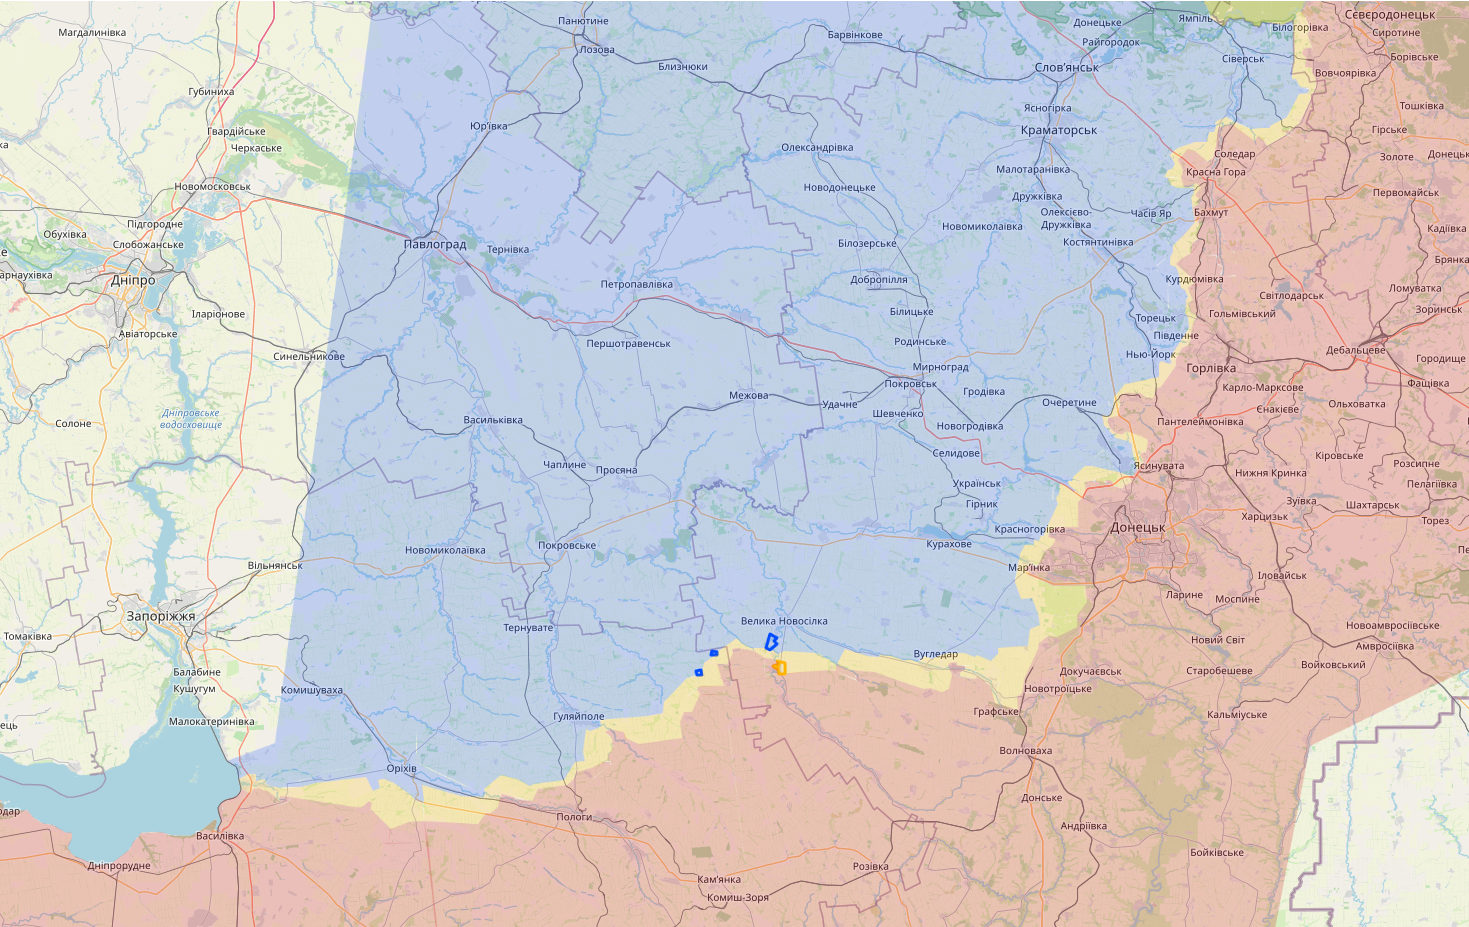 Магдалинівка
Губиниха
Гвардійське
Черкаське
Новомосковськ
Підгородне
Обухівка
Слобожанське
арнаухівка
Дніпро
Іларіонове
Авіаторське
Синельникове
Солоне
Дніпровське
водосховище
Вільнянськ
Запоріжжя
Томаківка
Балабине
Кушугум
Малокатеринівка
Комишуваха
Василівка
Дніпрорудне
Оріхів
Панютине
Лозова
Близнюки
Барвінкове
Юр'ївка
Олександрівка
Новодонецьке
Павлоград
Тернівка
Петропавлівка
Білозерське
Добропілля
Білицьке
Першотравенськ
Родинське
Мирноград
Покровськ
Межова
Удачне
Шевченко
Гродівка
Новогродівка
Васильківка
Чаплине
Просяна
Селидове
Українськ
Гірник
Новомиколаївка
Покровське
Курахове
Красногорівка
Мар'їнка
Тернувате
Велика Новосілка
Вугледар
Гуляйполе
Пологи
Кам'янка
Комиш-Зоря
Розівка
Донецьке
Ямпіль
Райгородок
Слов'янськ
Ясногірка
Краматорськ
Малотаранівка
Дружківка
Олексієво-
Дружківка
Новомиколаївка
Костянтинівка
Часів Яр
Сіверськ
Білогорівка
Сєвєродонецьк
Сиротине
Борівське
Вовчоярівка
Тошківка
Гірське
Золоте
Донецьк
Соледар
Красна Гора
Бахмут
Первомайськ
Кадіївка
Брянка
Курдюмівка
Світлодарськ
Ломуватка
Зоринськ
Гольмівський
Торецьк
Південне
Нью-Йорк
Дебальцеве
Городище
Горлівка
Карло-Марксове
Фащівка
Єнакієве
Ольховатка
Очеретине
Пантелеймонівка
Ясинувата
Кіровське
Розсипне
Нижня Кринка
Пелагіївка
Зуївка
Шахтарськ
Харцизьк
Торез
Донецьк
Іловайськ
Ларине
Моспине
Новий Світ
Новоамвросіївське
Амвросіївка
Войковський
Старобешеве
Докучаєвськ
Новотроїцьке
Графське
Кальміуське
Волноваха
Донське
Андріївка
Бойківське